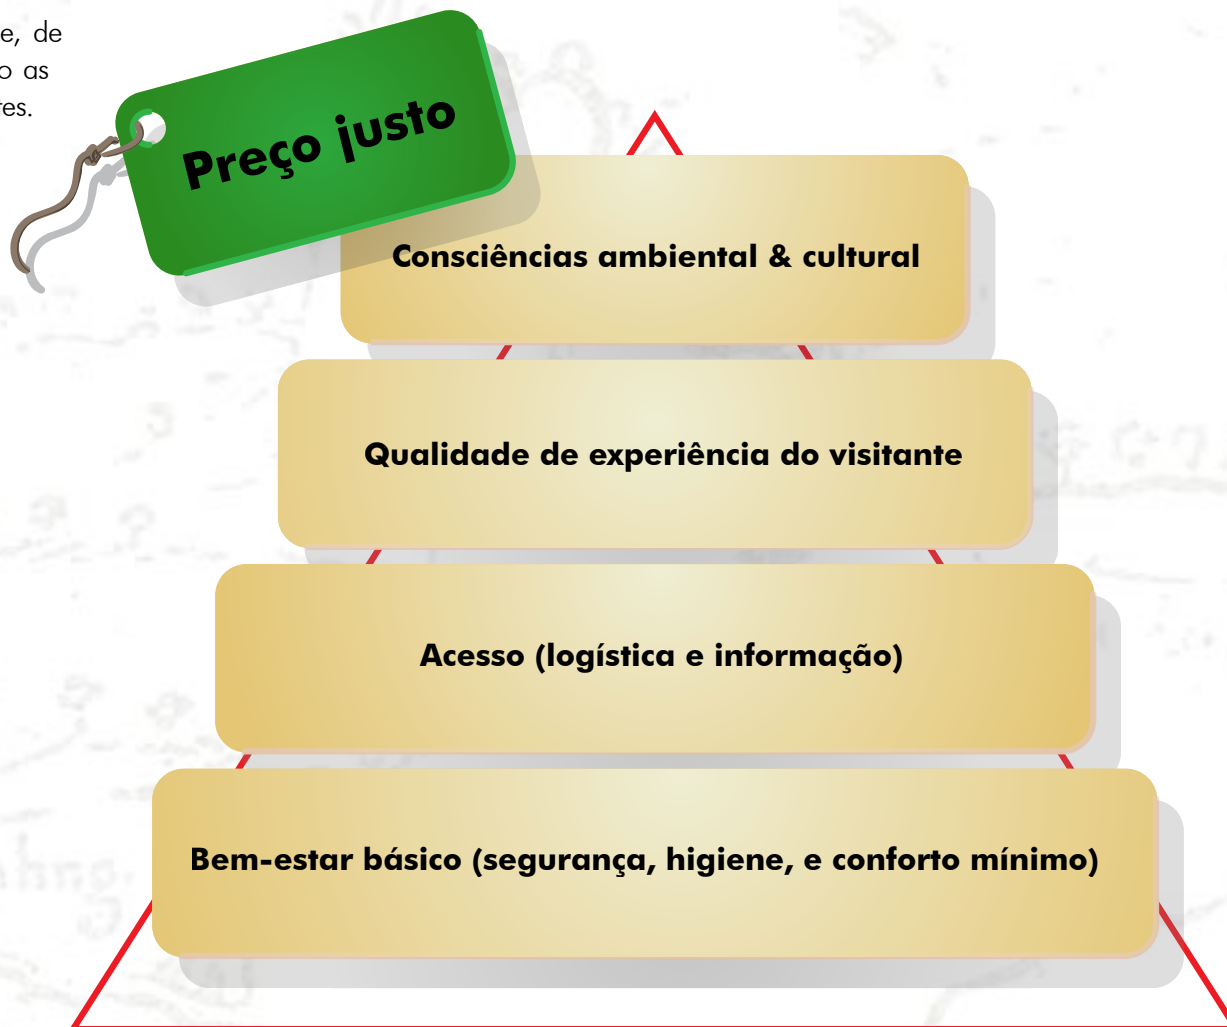 e, de
o as
tes.
Preço justo
Consciências ambiental & cultural
Qualidade de experiência do visitante
Acesso (logística e informação)
Bem-estar básico (segurança, higiene, e conforto mínimo)